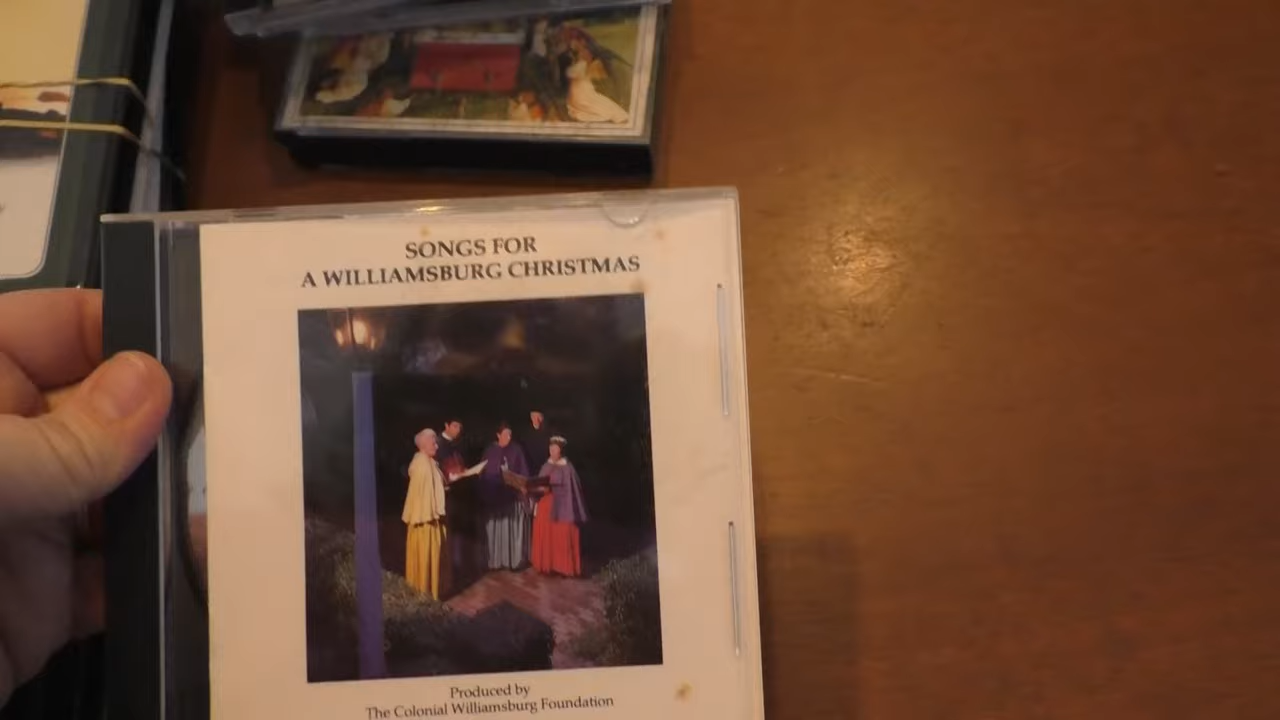 SONGS FOR
A WILLIAMSBURG CHRISTMAS
Produced by
The Colonial Williamsburg Foundation